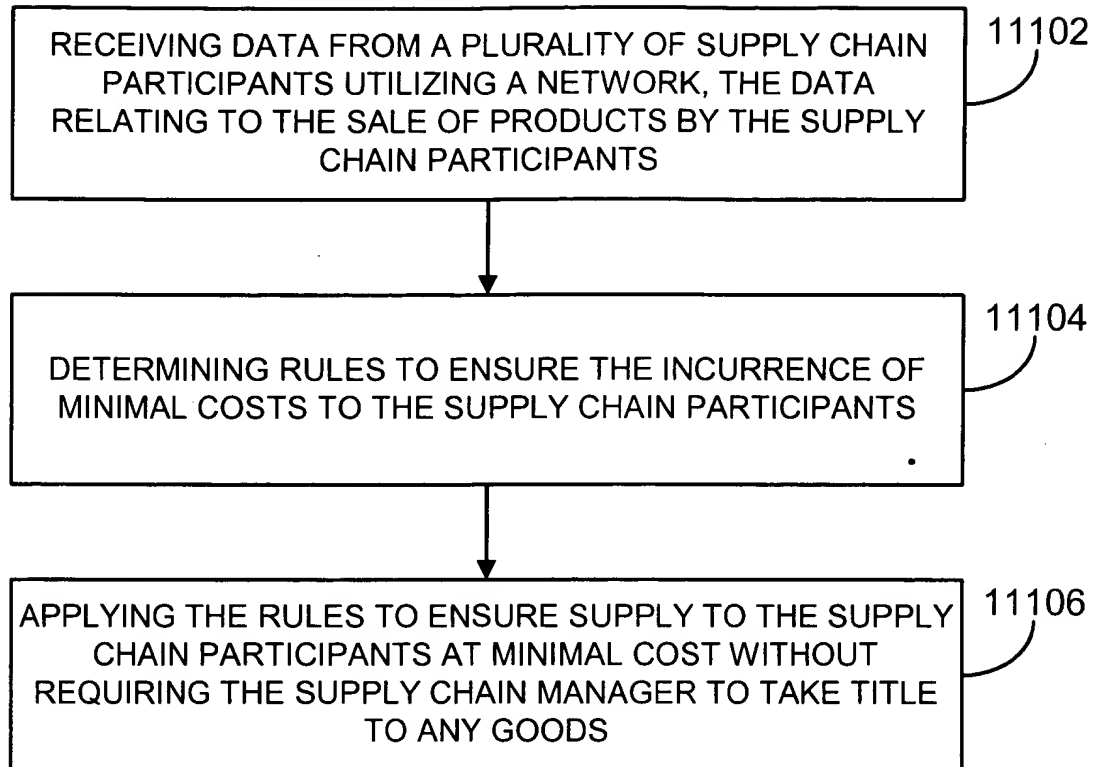 RECEIVING DATA FROM A PLURALITY OF SUPPLY CHAIN
PARTICIPANTS UTILIZING A NETWORK, THE DATA
RELATING TO THE SALE OF PRODUCTS BY THE SUPPLY
CHAIN PARTICIPANTS
11102
DETERMINING RULES TO ENSURE THE INCURRENCE OF
MINIMAL COSTS TO THE SUPPLY CHAIN PARTICIPANTS
11104
APPLYING THE RULES TO ENSURE SUPPLY TO THE SUPPLY
CHAIN PARTICIPANTS AT MINIMAL COST WITHOUT
REQUIRING THE SUPPLY CHAIN MANAGER TO TAKE TITLE
TO ANY GOODS
11106